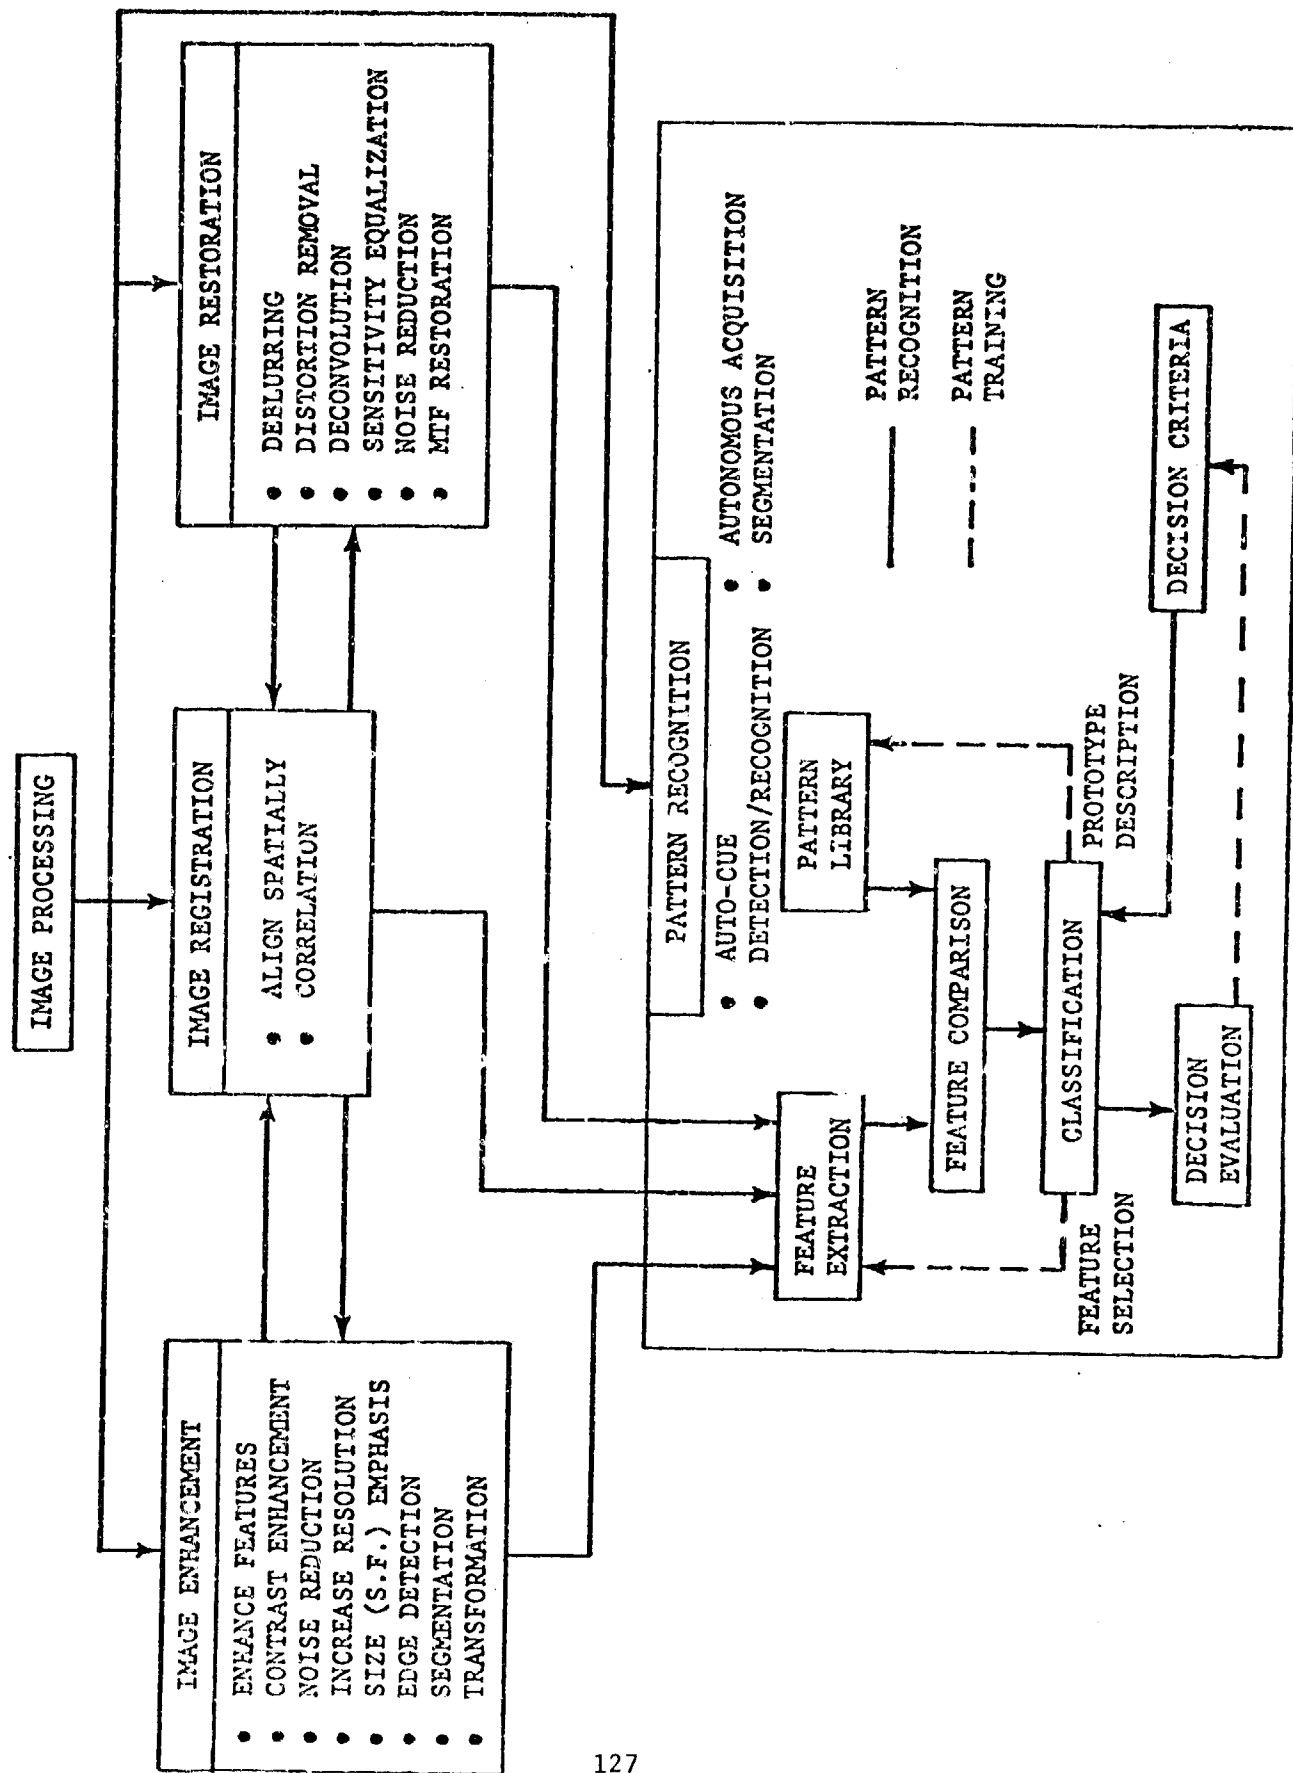 IMAGE PROCESSING
IMAGE ENHANCEMENT
• ENHANCE FEATURES
• CONTRAST ENHANCEMENT
• NOISE REDUCTION
• INCREASE RESOLUTION
• SIZE (S.F.) EMPHASIS
• EDGE DETECTION
• SEGMENTATION
• TRANSFORMATION
IMAGE REGISTRATION
• ALIGN SPATIALLY
• CORRELATION
IMAGE RESTORATION
• DEBLURRING
• DISTORTION REMOVAL
• DECONVOLUTION
• SENSITIVITY EQUALIZATION
• NOISE REDUCTION
• MTF RESTORATION
PATTERN RECOGNITION
• AUTO-CUE
• DETECTION/RECOGNITION
• AUTONOMOUS ACQUISITION
• SEGMENTATION
FEATURE
EXTRACTION
PATTERN
LIBRARY
FEATURE COMPARISON
CLASSIFICATION
FEATURE
SELECTION
PROTOTYPE
DESCRIPTION
DECISION
EVALUATION
DECISION CRITERIA
PATTERN
RECOGNITION
PATTERN
TRAINING
127